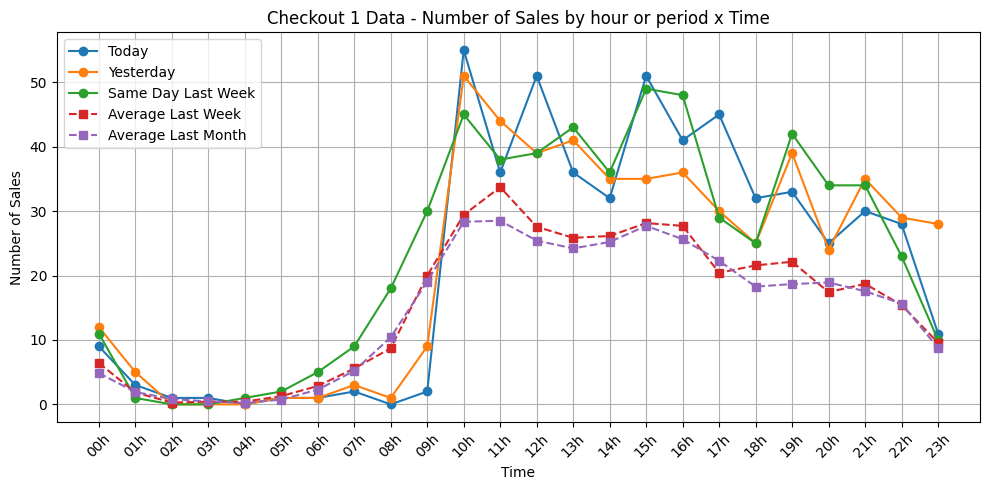 Checkout 1 Data - Number of Sales by hour or period x Time
Today
Yesterday
Same Day Last Week
Average Last Week
Average Last Month
Number of Sales
50
40
30
20
10
0
00h 01h 02h 03h 04h 05h 06h 07h 08h 09h 10h 11h 12h 13h 14h 15h 16h 17h 18h 19h 20h 21h 22h 23h
Time